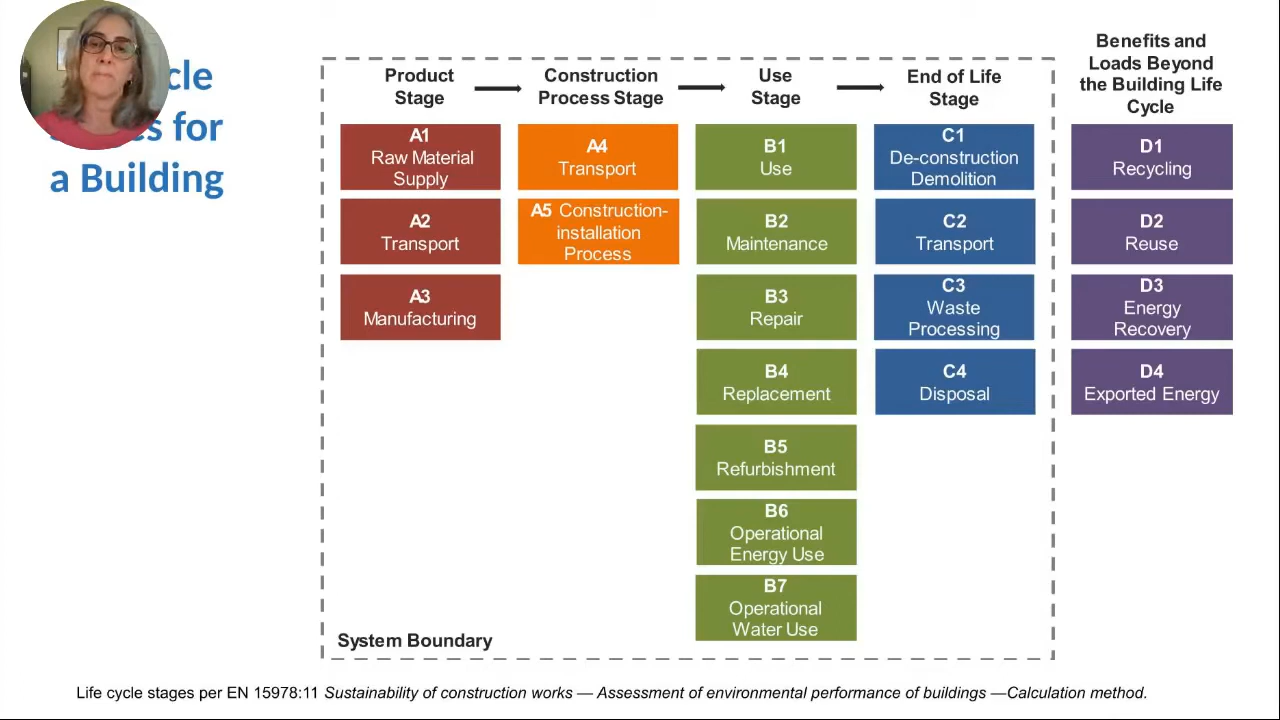 cle
for
a Building
Product
Stage
Construction
Process Stage
Use
Stage
End of Life
Stage
Benefits and
Loads Beyond
the Building Life
Cycle
A1
Raw Material
Supply
A2
Transport
A3
Manufacturing
A4
Transport
A5 Construction-
installation
Process
B1
Use
B2
Maintenance
B3
Repair
B4
Replacement
B5
Refurbishment
B6
Operational
Energy Use
B7
Operational
Water Use
C1
De-construction
Demolition
C2
Transport
C3
Waste
Processing
C4
Disposal
D1
Recycling
D2
Reuse
D3
Energy
Recovery
D4
Exported Energy
System Boundary
Life cycle stages per EN 15978:11 Sustainability of construction works — Assessment of environmental performance of buildings —Calculation method.